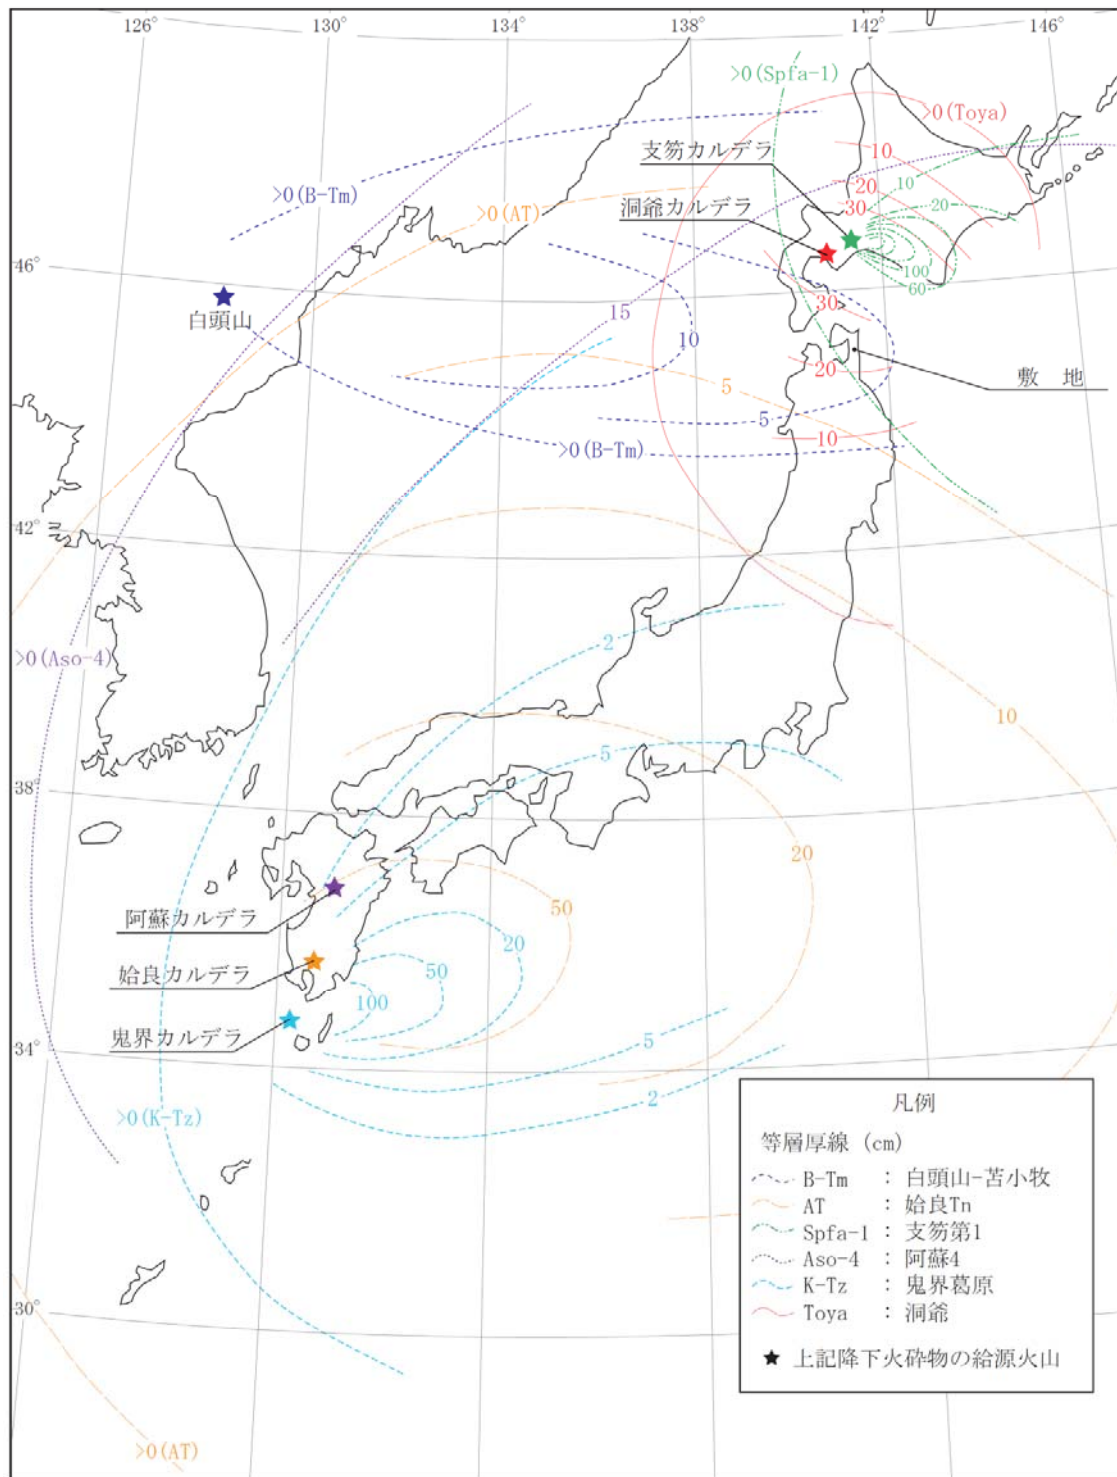 126°
130°
134°
138°
142°
146°
>0(Spfa-1)
>0(Toya)
支笏カルデラ
10
10
>0(B-Tm)
20
20
>0(AT)
洞爺カルデラ
30
46°
100
60
白頭山
15
30
10
敷 地
20
5
5
10
>0(B-Tm)
42°
2
>0(Aso-4)
10
5
38°
20
50
阿蘇カルデラ
20
始良カルデラ
50
100
鬼界カルデラ
34°
5
2
>0(K-Tz)
30°
>0(AT)
凡例
等層厚線 (cm)
B-Tm : 白頭山-苫小牧
AT : 姶良Tn
Spfa-1 : 支笏第1
Aso-4 : 阿蘇4
K-Tz : 鬼界葛原
Toya : 洞爺
★ 上記降下火砕物の給源火山